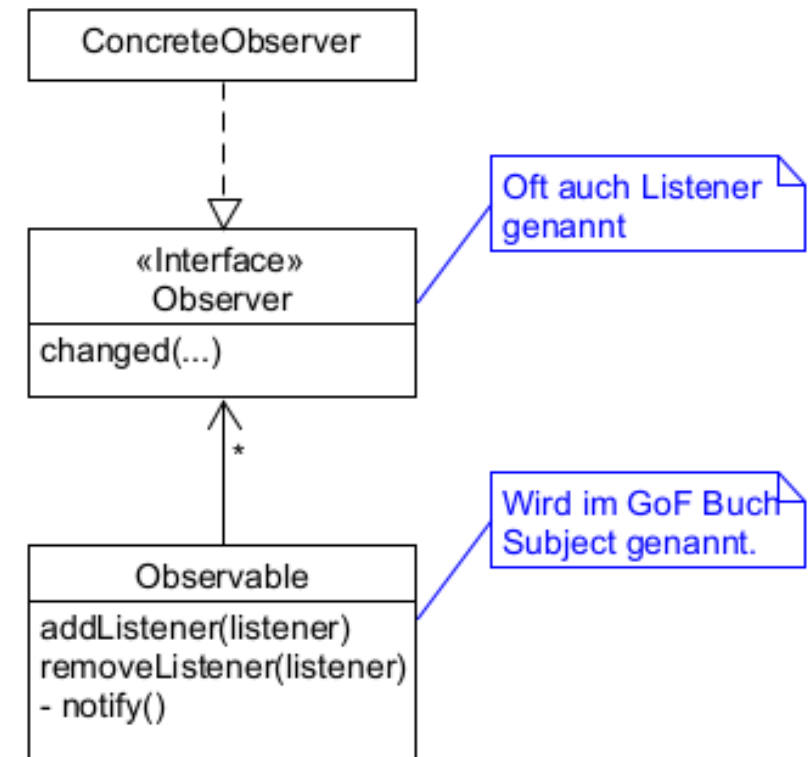 ConcreteObserver
Oft auch Listener
genannt
«Interface»
Observer
changed(...)
*
Wird im GoF Buch
Subject genannt.
Observable
addListener(listener)
removeListener(listener)
- notify()